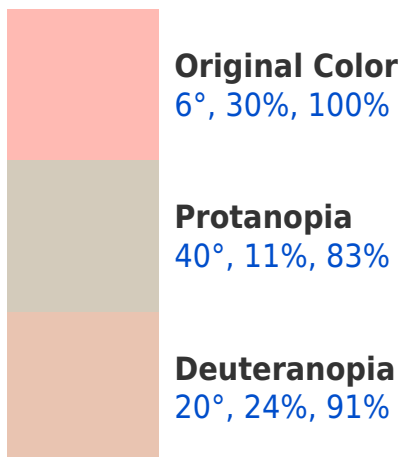 Original Color
6°, 30%, 100%
Protanopia
40°, 11%, 83%
Deuteranopia
20°, 24%, 91%